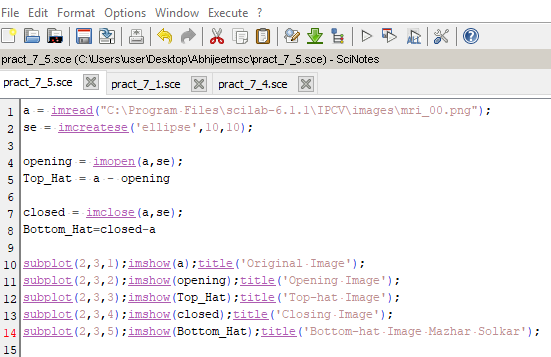 File Edit Format Options Window Execute ?
pract_7_5.sce (C:\Users\user\Desktop\Abhijeetmsc\pract_7_5.sce) - SciNotes
pract_7_5.sce pract_7_1.sce pract_7_4.sce
1 a = imread("C:\Program Files\scilab-6.1.1\IPCV\images\mri_00.png");
2 se = imcreatese('ellipse',10,10);
3
4 opening = imopen(a,se);
5 Top_Hat = a - opening
6
7 closed = imclose(a,se);
8 Bottom_Hat=closed-a
9
10 subplot(2,3,1);imshow(a);title('Original Image');
11 subplot(2,3,2);imshow(opening);title('Opening Image');
12 subplot(2,3,3);imshow(Top_Hat);title('Top-hat Image');
13 subplot(2,3,4);imshow(closed);title('Closing Image');
14 subplot(2,3,5);imshow(Bottom_Hat);title('Bottom-hat Image Mazhar Solkar');
15